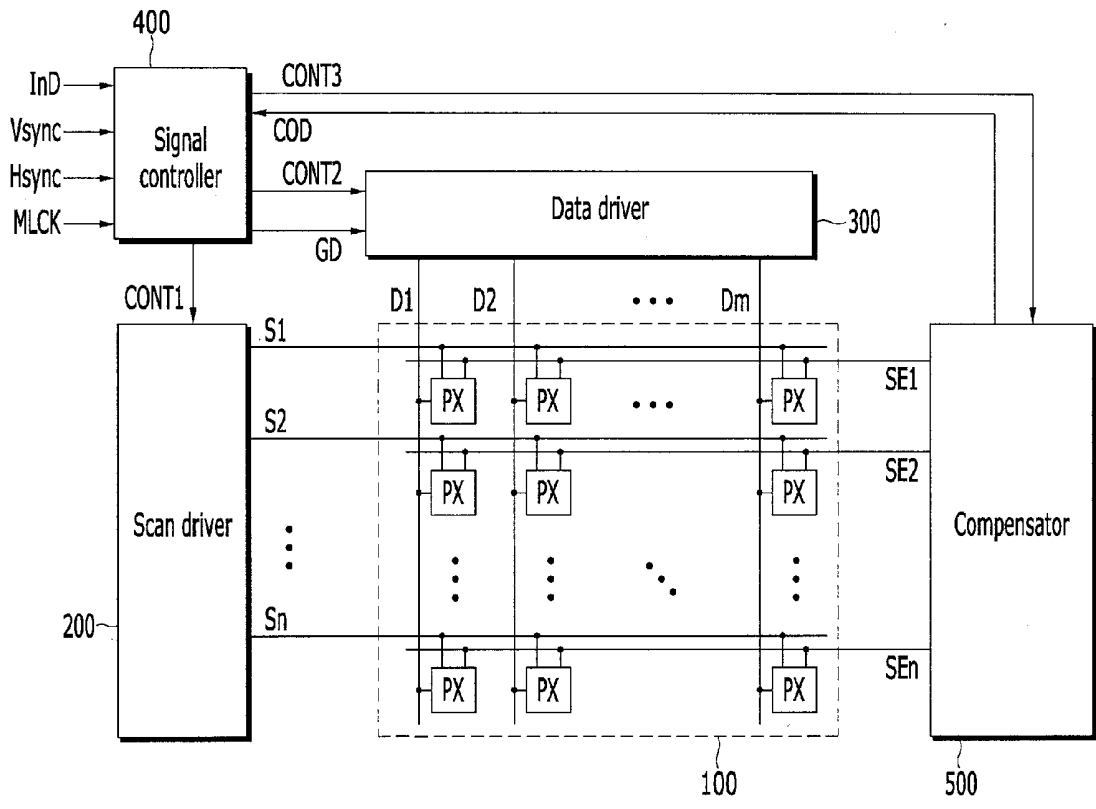 400
InD
Vsync
Hsync
MLCK
Signal
controller
CONT3
COD
CONT2
GD
Data driver
300
CONT1
D1
D2
Dm
S1
PX
PX
PX
SE1
S2
PX
PX
PX
SE2
Scan driver
Compensator
200
Sn
PX
PX
PX
SEn
100
500